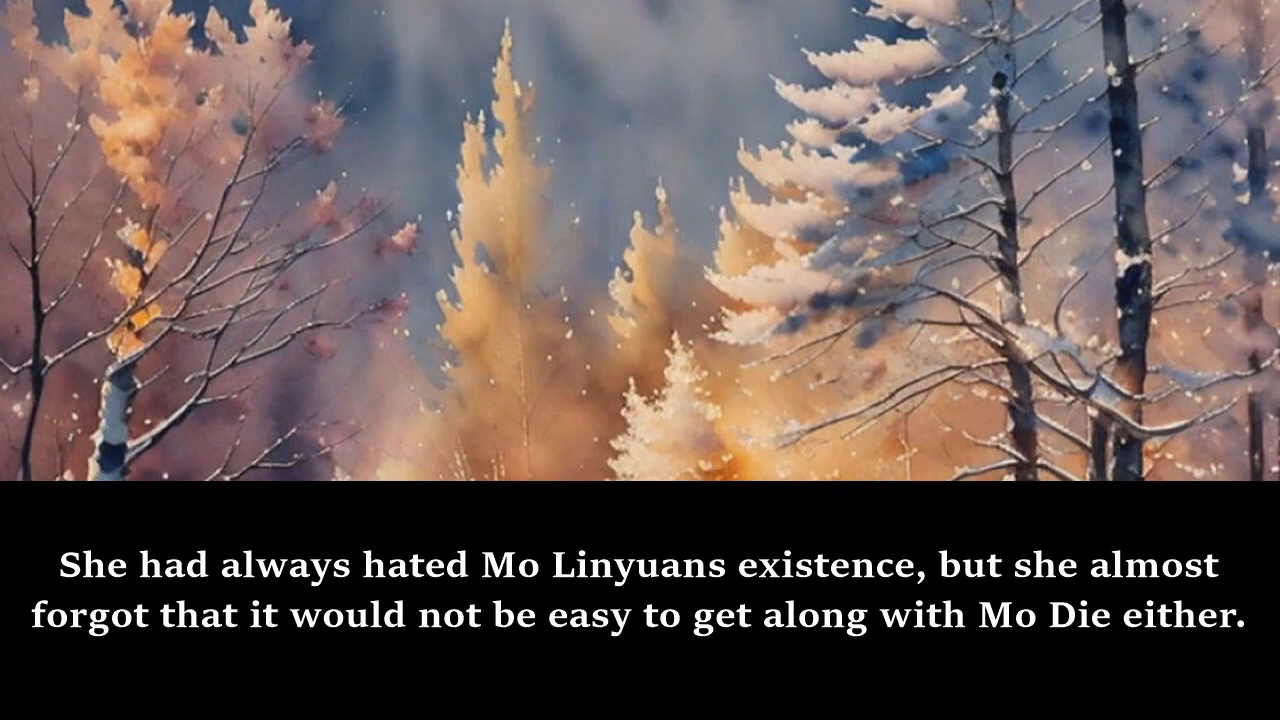 She had always hated Mo Linyuans existence, but she almost
forgot that it would not be easy to get along with Mo Die either.